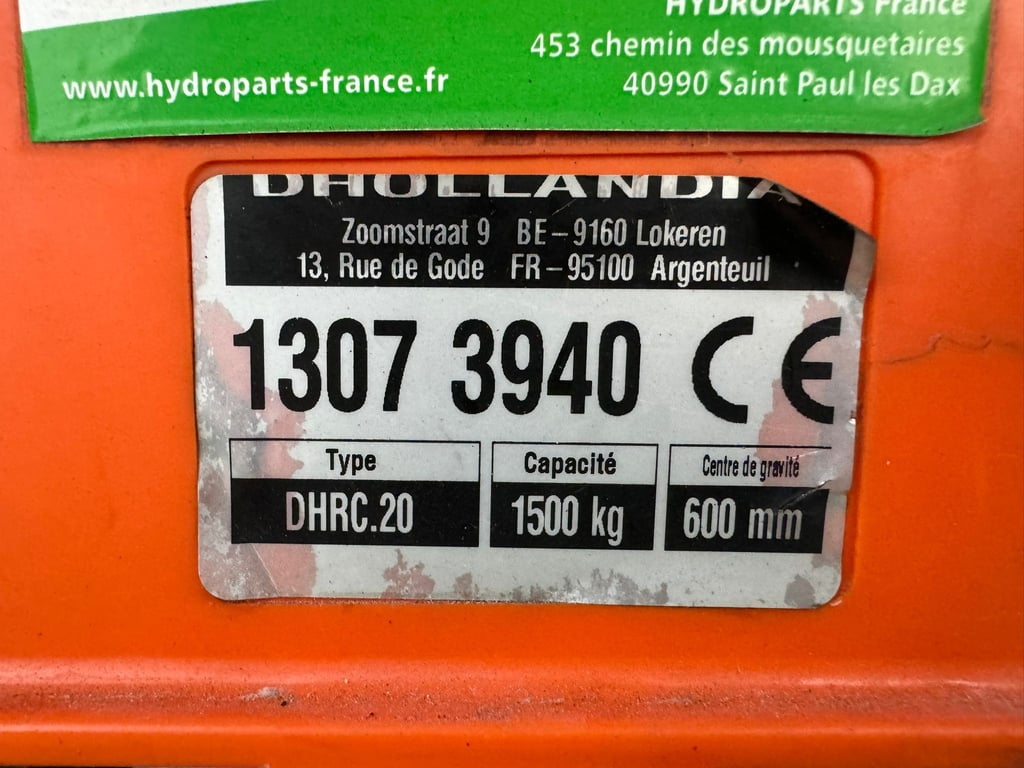 HYDROPARTS France
453 chemin des mousquetaires
www.hydroparts-france.fr
40990 Saint Paul les Dax
DHOLLANDIA
Zoomstraat 9 BE-9160 Lokeren
13, Rue de Gode FR-95100 Argenteuil
1307 3940 CE
Type Capacité Centre de gravité
DHRC.20 1500 kg 600 mm